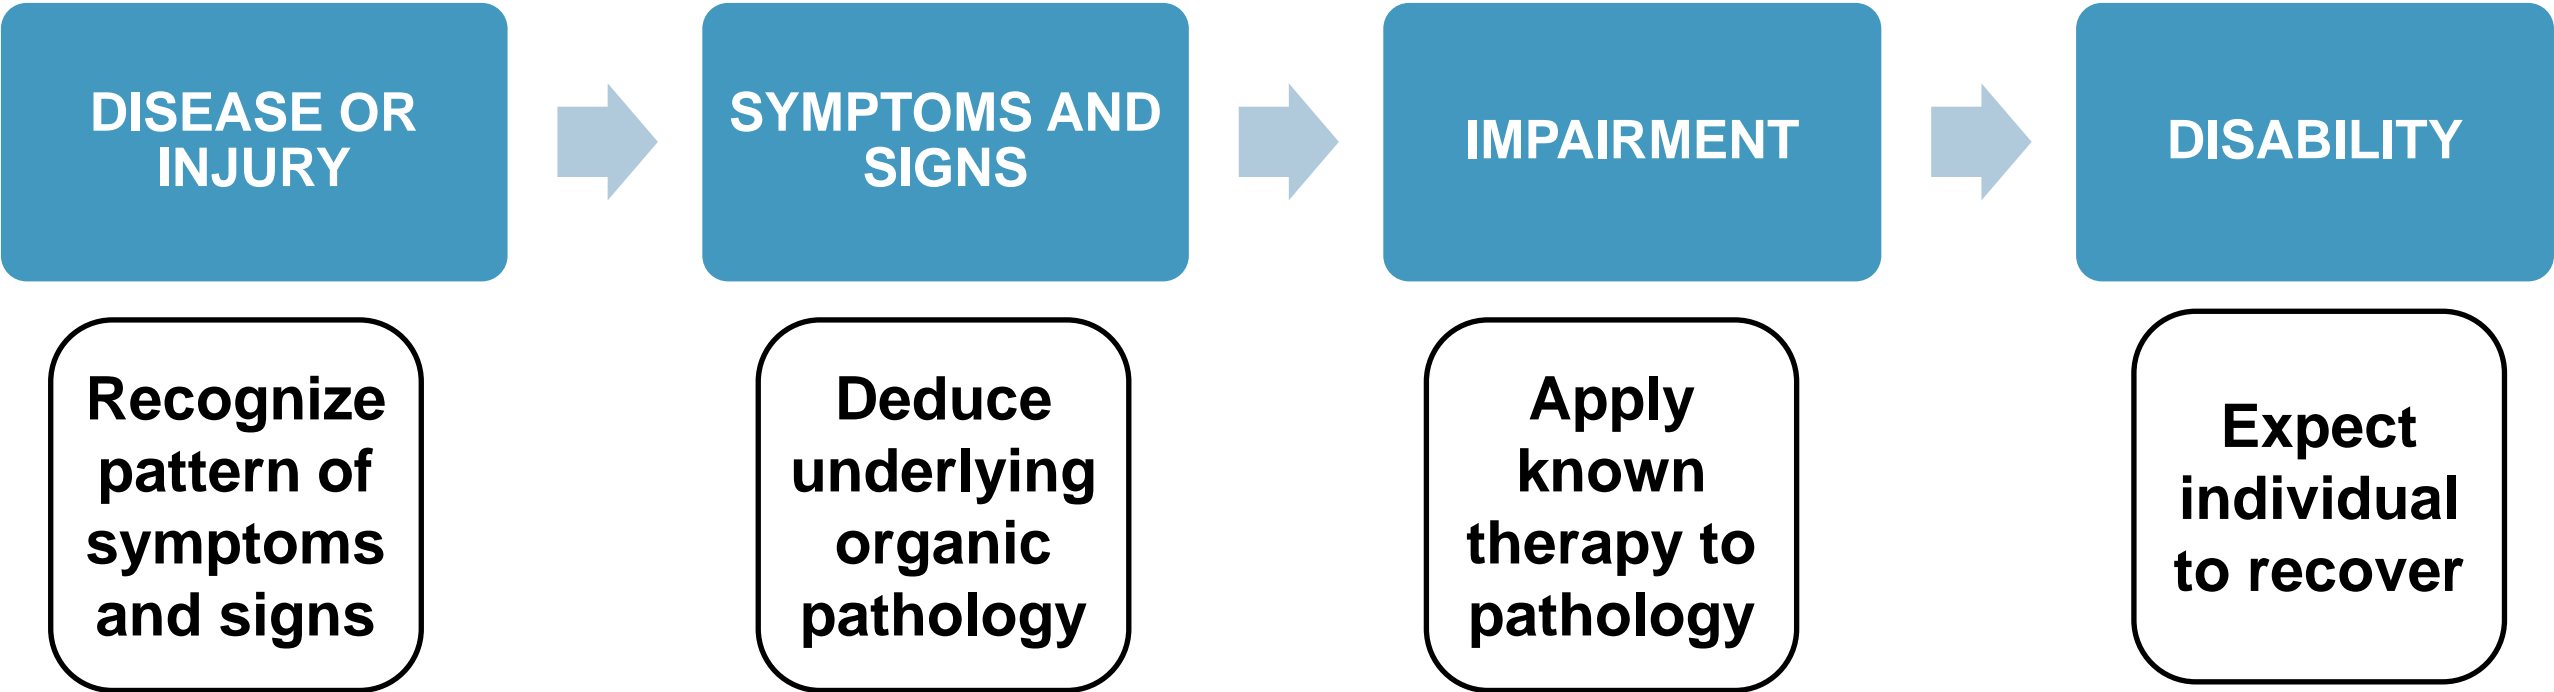 DISEASE OR
INJURY
SYMPTOMS AND
SIGNS
IMPAIRMENT
DISABILITY
Recognize
pattern of
symptoms
and signs
Deduce
underlying
organic
pathology
Apply
known
therapy to
pathology
Expect
individual
to recover